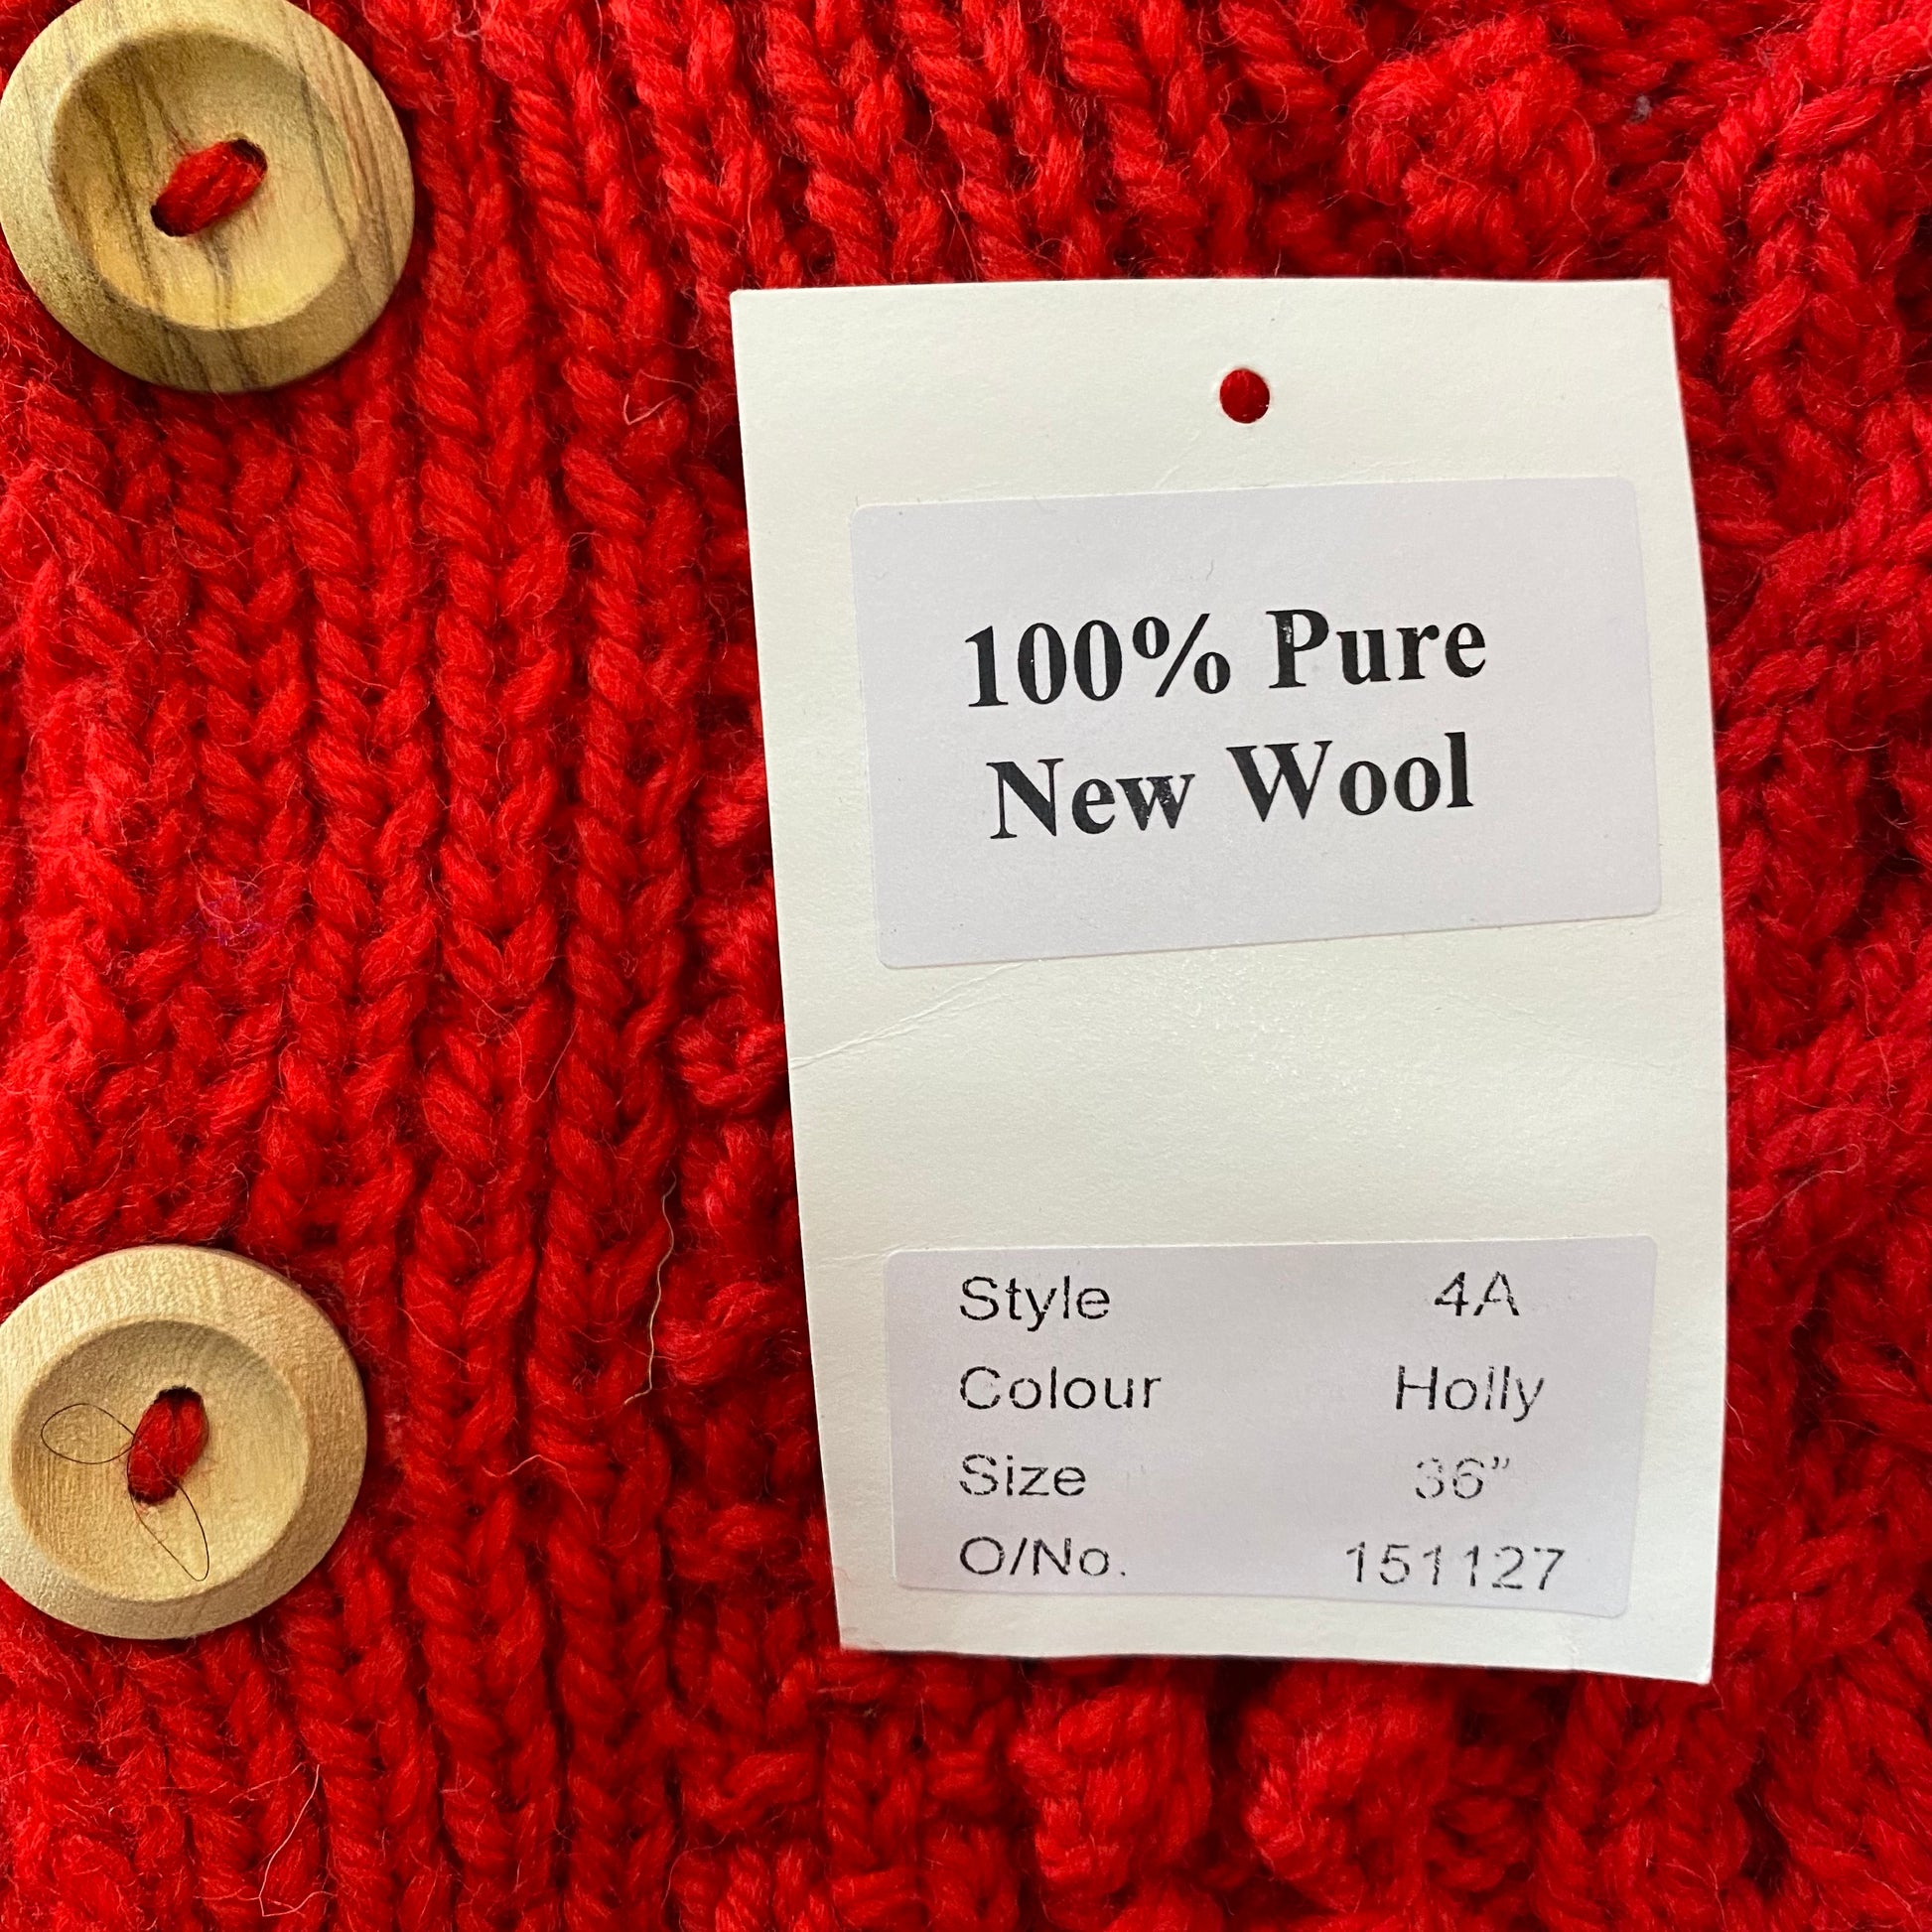 100% Pure
New Wool
Style 4A
Colour Holly
Size 36”
O/No. 151127